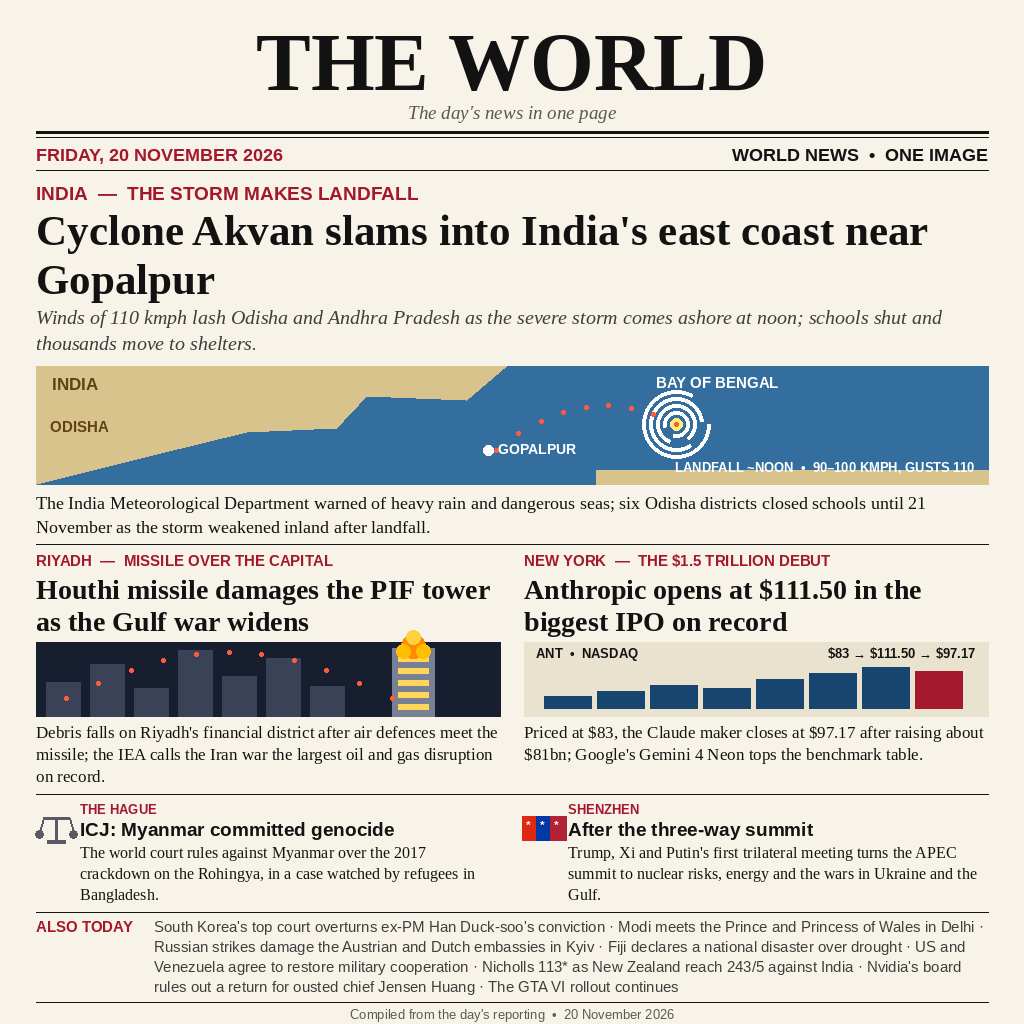 THE WORLD
The day's news in one page
FRIDAY, 20 NOVEMBER 2026
WORLD NEWS • ONE IMAGE
INDIA — THE STORM MAKES LANDFALL
Cyclone Akvan slams into India's east coast near
Gopalpur
Winds of 110 kmph lash Odisha and Andhra Pradesh as the severe storm comes ashore at noon; schools shut and
thousands move to shelters.
INDIA
BAY OF BENGAL
ODISHA
GOPALPUR
LANDFALL ~NOON • 90–100 KMPH, GUSTS 110
The India Meteorological Department warned of heavy rain and dangerous seas; six Odisha districts closed schools until 21
November as the storm weakened inland after landfall.
RIYADH — MISSILE OVER THE CAPITAL
Houthi missile damages the PIF tower
as the Gulf war widens
Debris falls on Riyadh's financial district after air defences meet the
missile; the IEA calls the Iran war the largest oil and gas disruption
on record.
NEW YORK — THE $1.5 TRILLION DEBUT
Anthropic opens at $111.50 in the
biggest IPO on record
ANT • NASDAQ
$83 → $111.50 → $97.17
Priced at $83, the Claude maker closes at $97.17 after raising about
$81bn; Google's Gemini 4 Neon tops the benchmark table.
THE HAGUE
ICJ: Myanmar committed genocide
The world court rules against Myanmar over the 2017
crackdown on the Rohingya, in a case watched by refugees in
Bangladesh.
SHENZHEN
After the three-way summit
Trump, Xi and Putin's first trilateral meeting turns the APEC
summit to nuclear risks, energy and the wars in Ukraine and the
Gulf.
ALSO TODAY
South Korea's top court overturns ex-PM Han Duck-soo's conviction · Modi meets the Prince and Princess of Wales in Delhi ·
Russian strikes damage the Austrian and Dutch embassies in Kyiv · Fiji declares a national disaster over drought · US and
Venezuela agree to restore military cooperation · Nicholls 113* as New Zealand reach 243/5 against India · Nvidia's board
rules out a return for ousted chief Jensen Huang · The GTA VI rollout continues
Compiled from the day's reporting • 20 November 2026